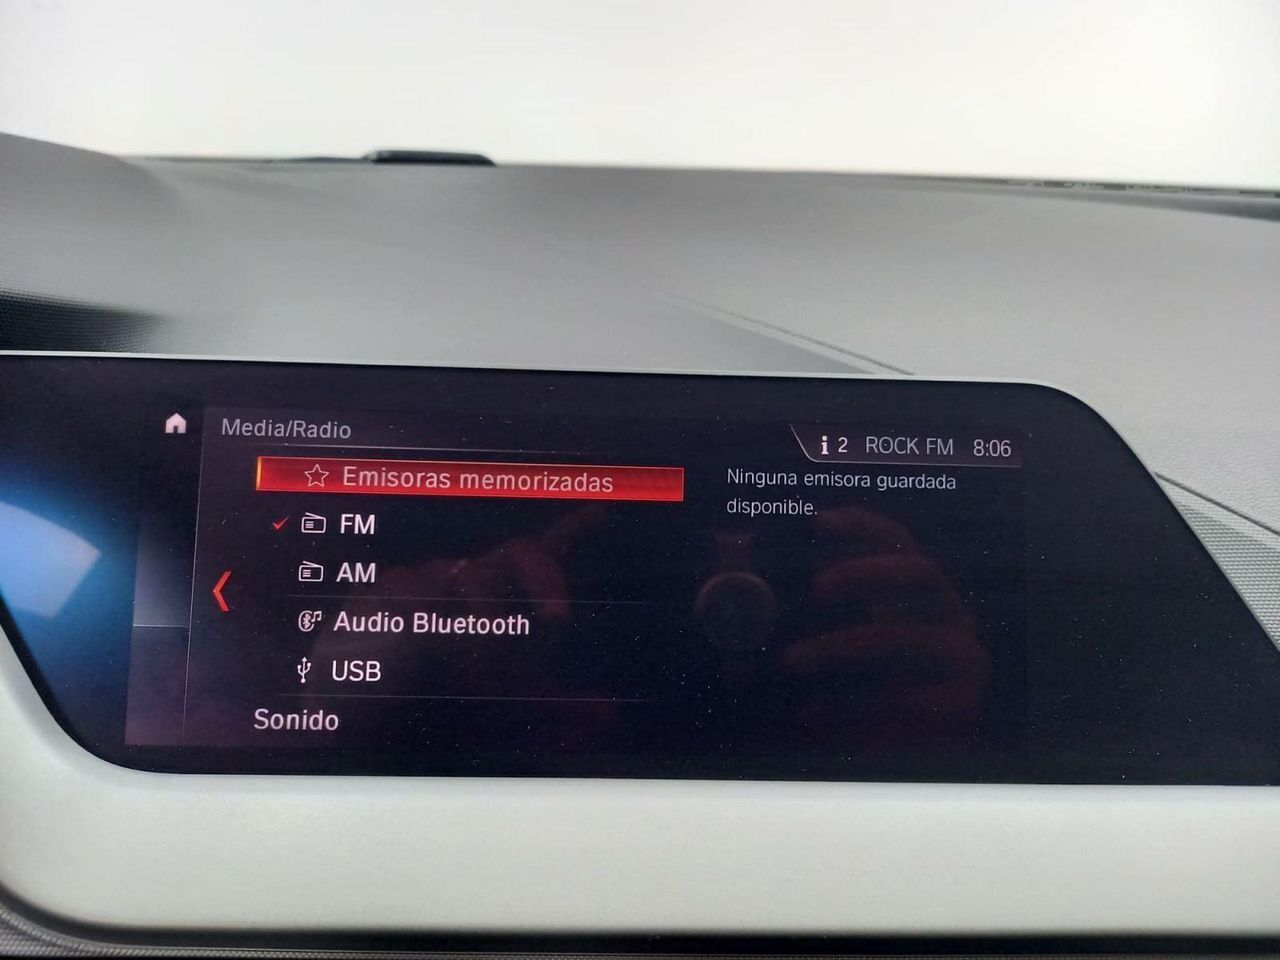 Media/Radio
i 2 ROCK FM 8:06
Emisoras memorizadas
FM
AM
Audio Bluetooth
USB
Sonido
Ninguna emisora guardada
disponible.